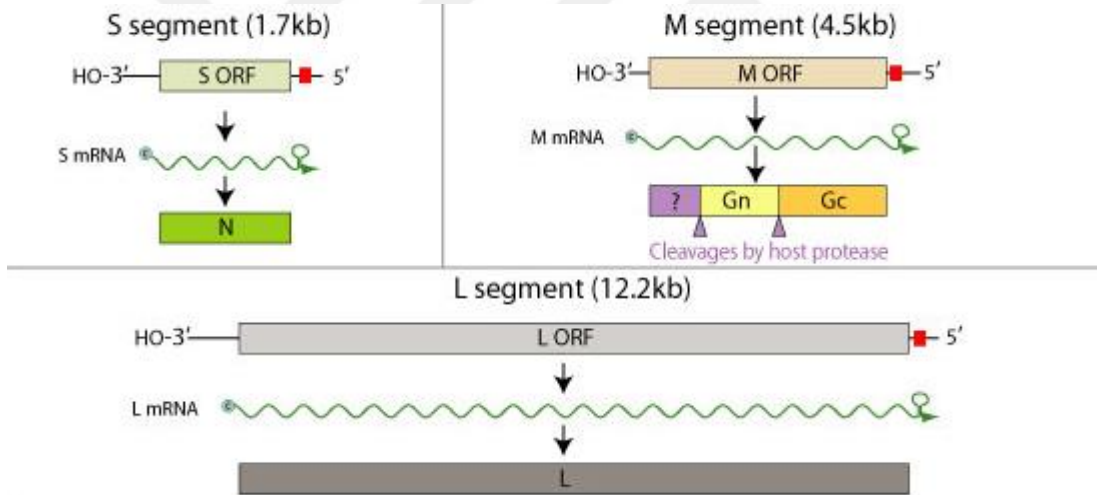 S segment (1.7kb)
HO-3′ S ORF 5′
S mRNA c
N
M segment (4.5kb)
HO-3′ M ORF 5′
M mRNA c
? Gn Gc
Cleavages by host protease
L segment (12.2kb)
HO-3′ L ORF 5′
L mRNA c
L